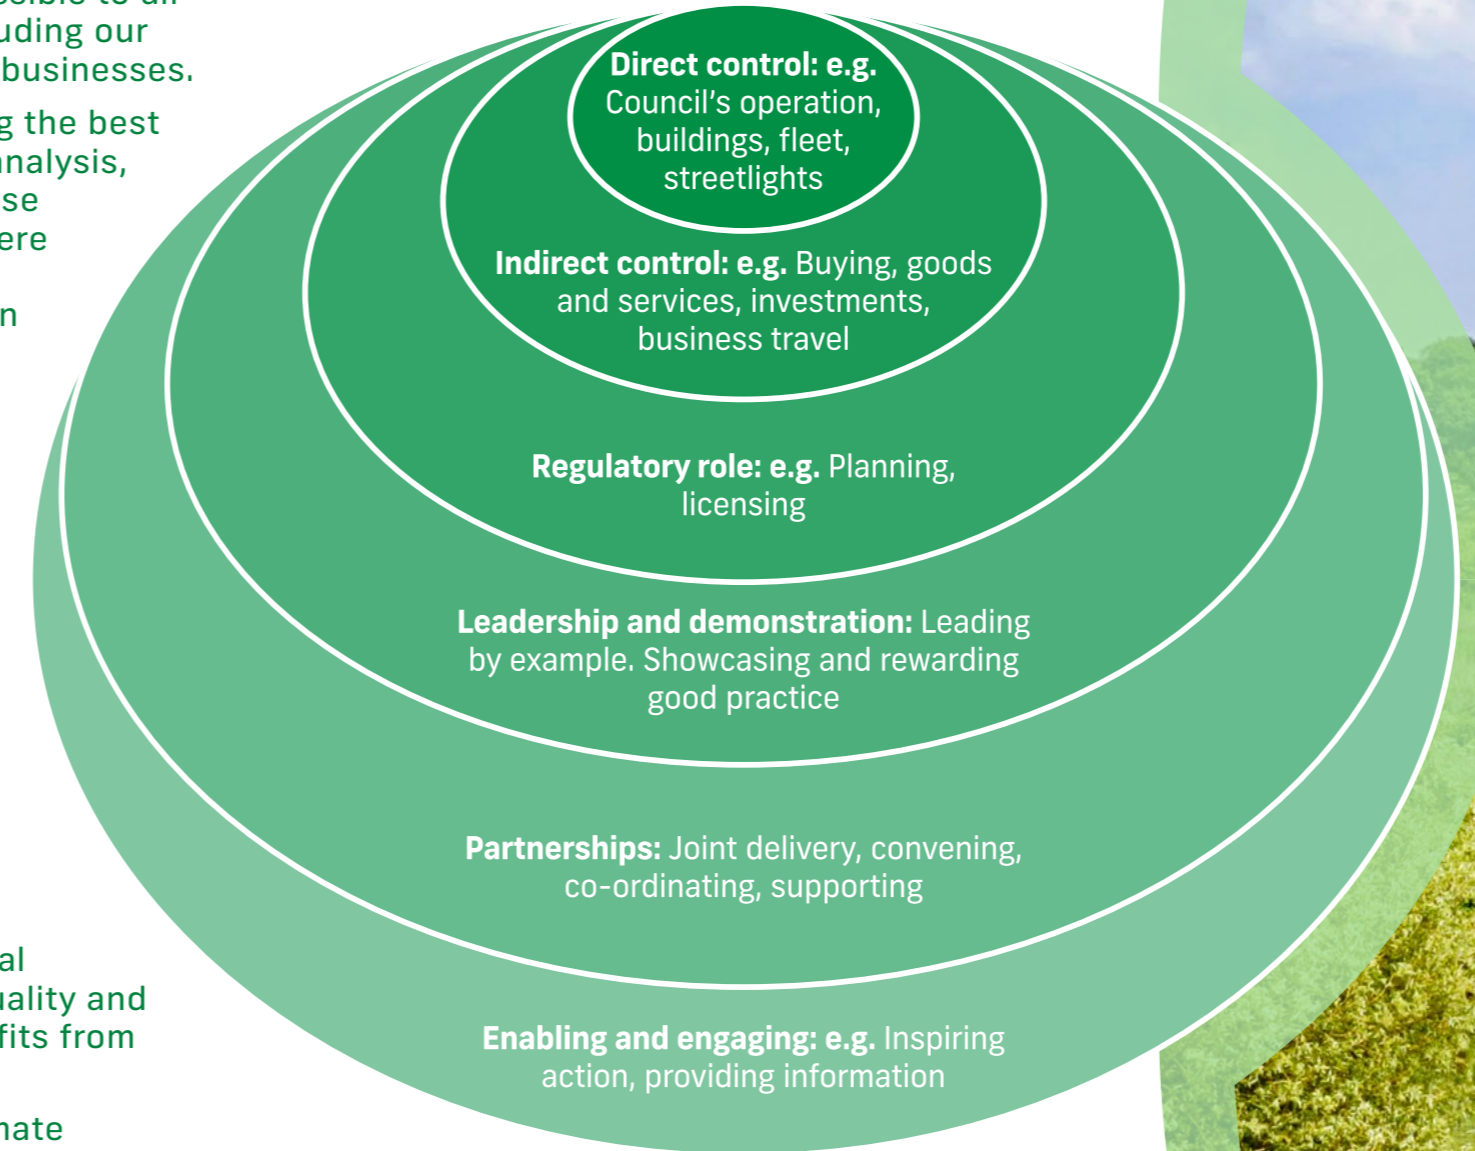 uding our
businesses.
g the best
analysis,
se
ere
n
al
uality and
fits from
nate
Direct control: e.g.
Council's operation,
buildings, fleet,
streetlights
Indirect control: e.g. Buying, goods
and services, investments,
business travel
Regulatory role: e.g. Planning,
licensing
Leadership and demonstration: Leading
by example. Showcasing and rewarding
good practice
Partnerships: Joint delivery, convening,
co-ordinating, supporting
Enabling and engaging: e.g. Inspiring
action, providing information